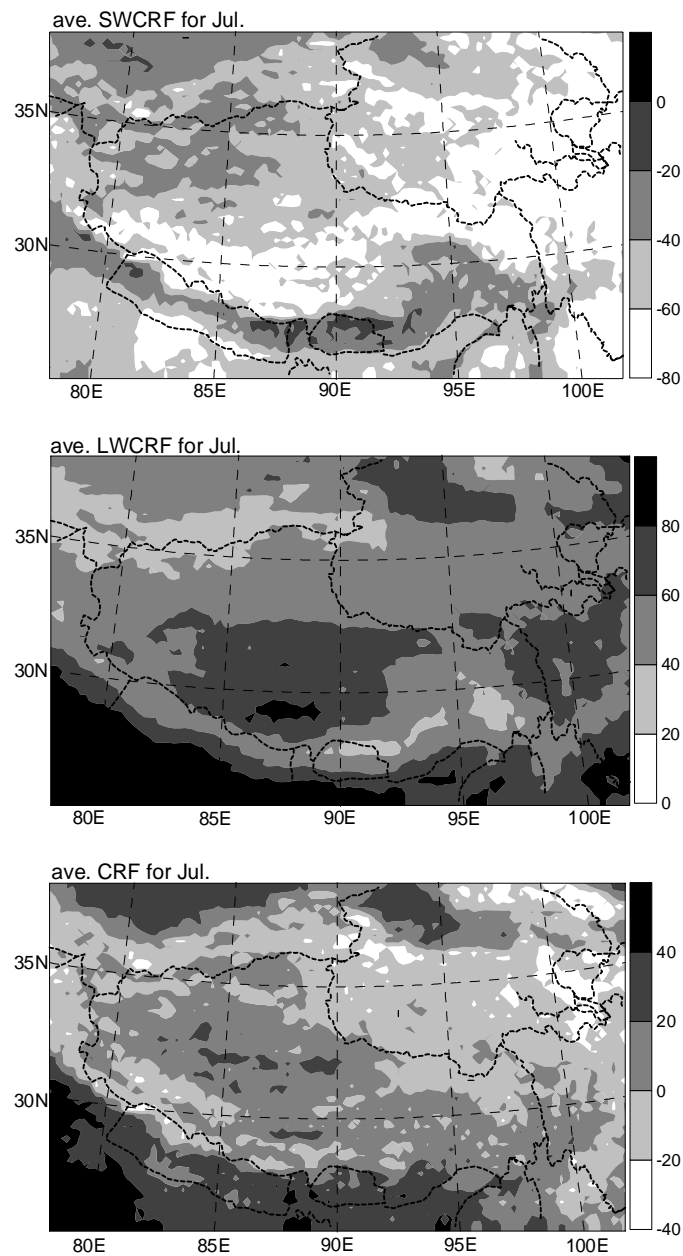 ave. SWCRF for Jul.
35N
30N
0
-20
-40
-60
-80
80E 85E 90E 95E 100E
ave. LWCRF for Jul.
35N
30N
80
60
40
20
0
80E 85E 90E 95E 100E
ave. CRF for Jul.
35N
30N
40
20
0
-20
-40
80E 85E 90E 95E 100E